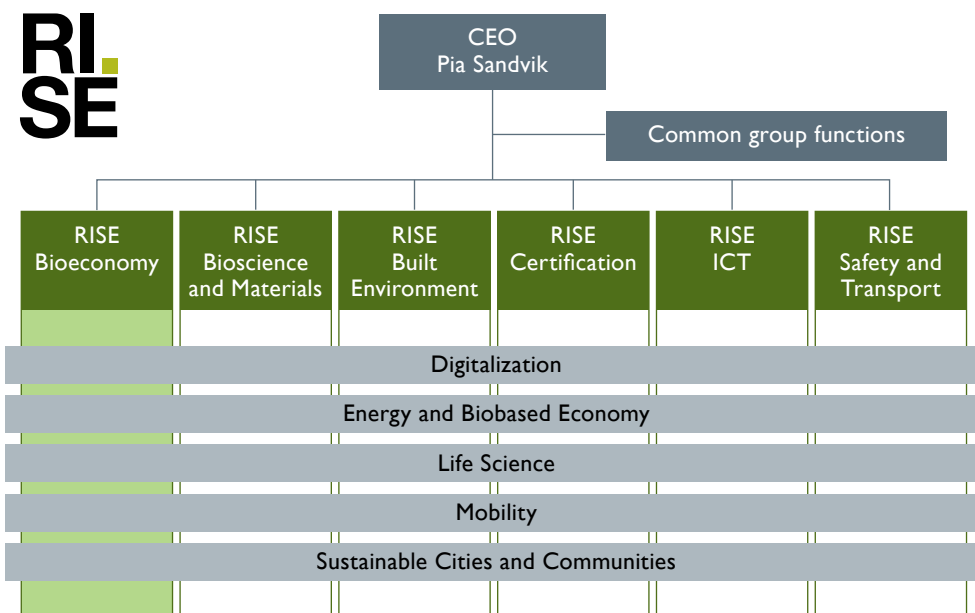 RI.
SE
CEO
Pia Sandvik
Common group functions
RISE
Bioeconomy
RISE
Bioscience
and Materials
RISE
Built
Environment
RISE
Certification
RISE
ICT
RISE
Safety and
Transport
Digitalization
Energy and Biobased Economy
Life Science
Mobility
Sustainable Cities and Communities